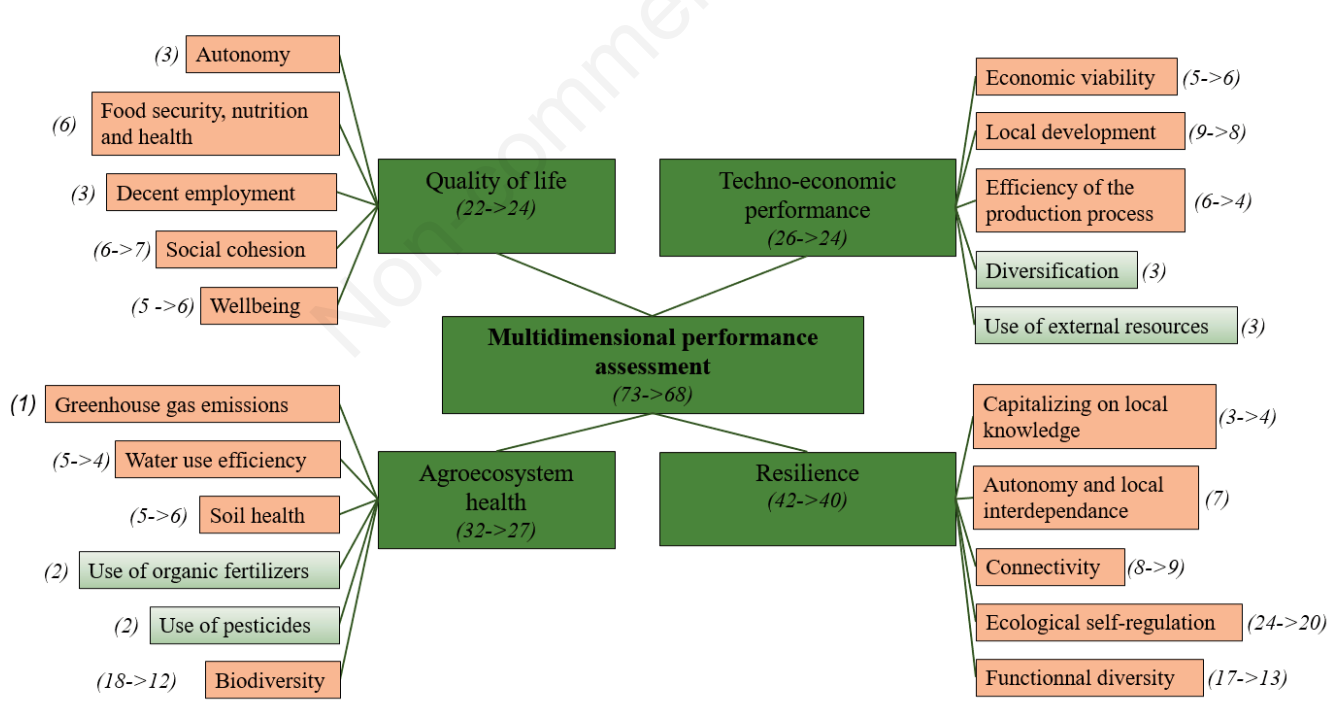 Non-commer
(3) Autonomy
(6) Food security, nutrition
and health
(3) Decent employment
(6->7) Social cohesion
(5 ->6) Wellbeing
Quality of life
(22->24)
Techno-economic
performance
(26->24)
Economic viability (5->6)
Local development (9->8)
Efficiency of the
production process (6->4)
Diversification (3)
Use of external resources (3)
Multidimensional performance
assessment
(73->68)
(1) Greenhouse gas emissions
(5->4) Water use efficiency
(5->6) Soil health
(2) Use of organic fertilizers
(2) Use of pesticides
(18->12) Biodiversity
Agroecosystem
health
(32->27)
Resilience
(42->40)
Capitalizing on local
knowledge (3->4)
Autonomy and local
interdependance (7)
Connectivity (8->9)
Ecological self-regulation (24->20)
Functionnal diversity (17->13)